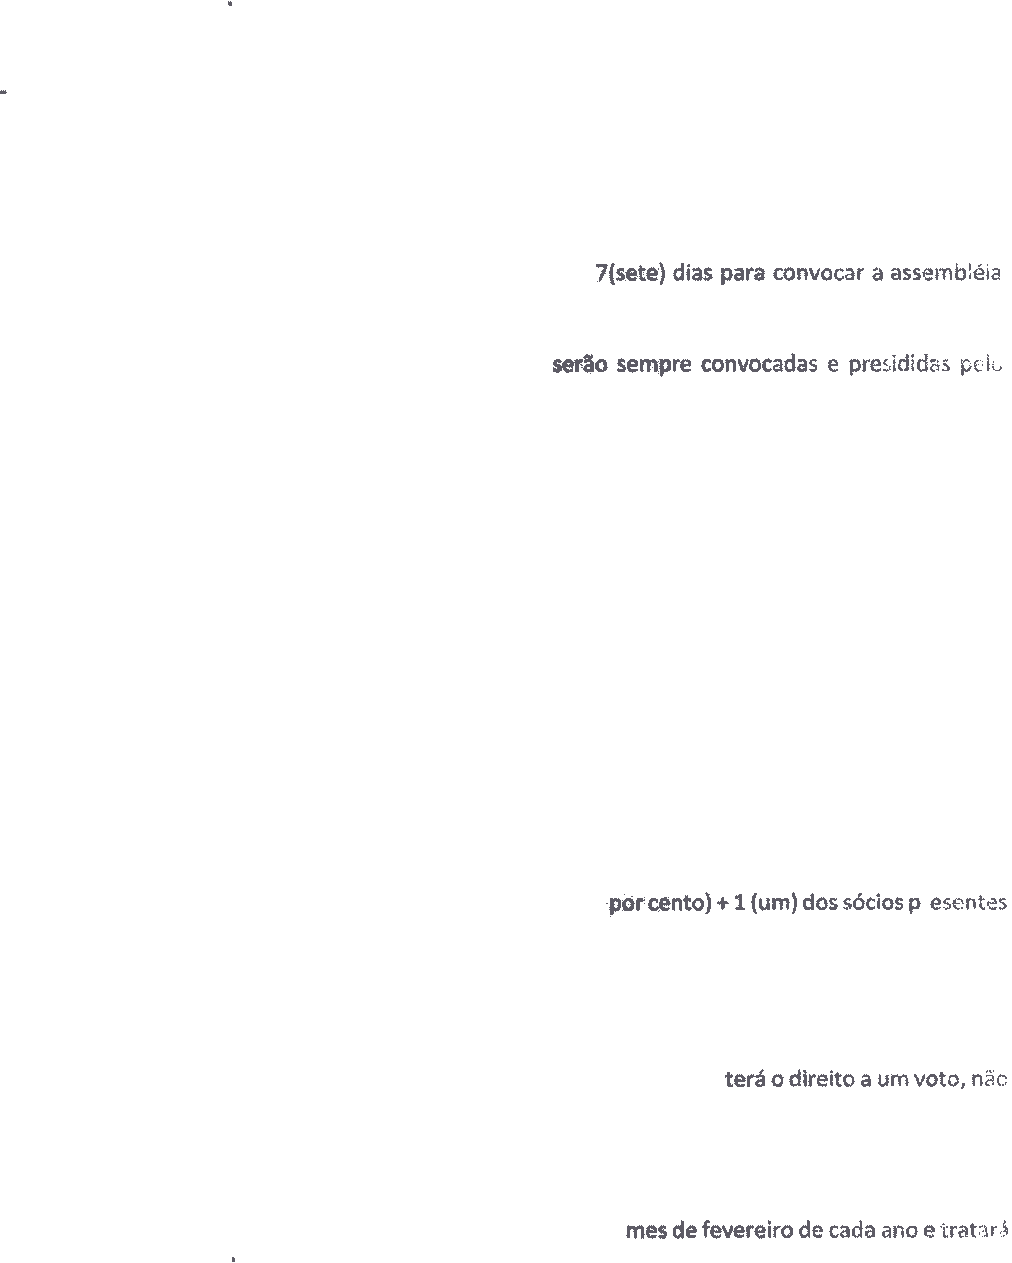 7(sete) dias para convocar a assembléia
serão sempre convocadas e presididas pelo
por cento) + 1 (um) dos sócios p esentes
terá o direito a um voto, não
mes de fevereiro de cada ano e tratará